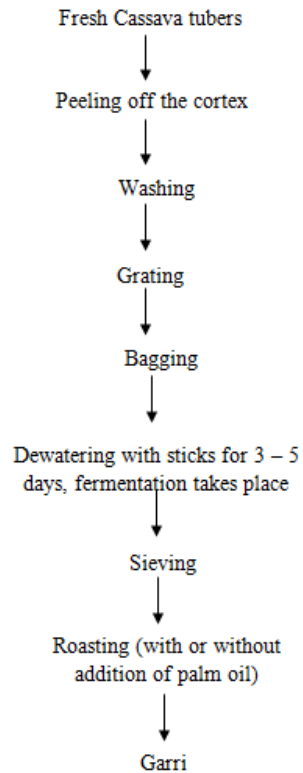 Fresh Cassava tubers
Peeling off the cortex
Washing
Grating
Bagging
Dewatering with sticks for 3 – 5
days, fermentation takes place
Sieving
Roasting (with or without
addition of palm oil)
Garri